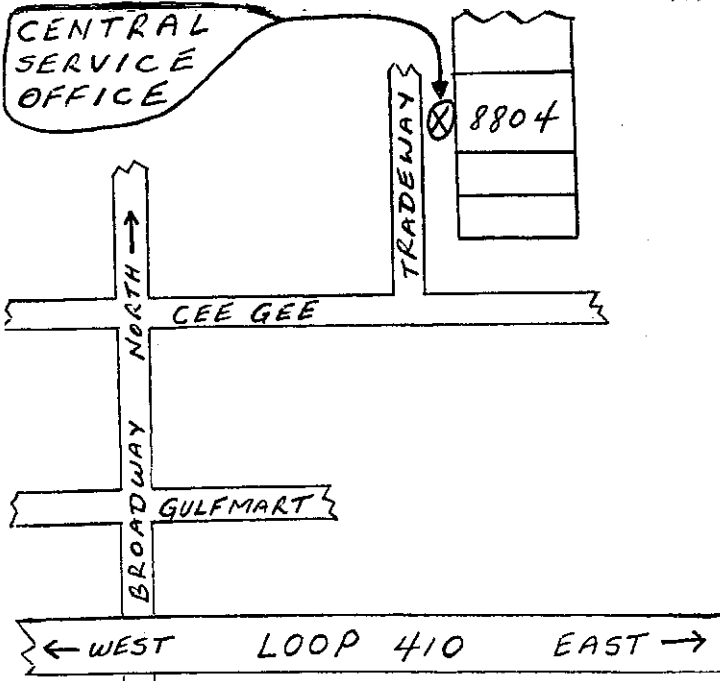 CENTRAL
SERVICE
OFFICE
TRADEWAY
8804
NORTH →
CEE GEE
BROADWAY
GULFMART
← WEST LOOP 410 EAST →